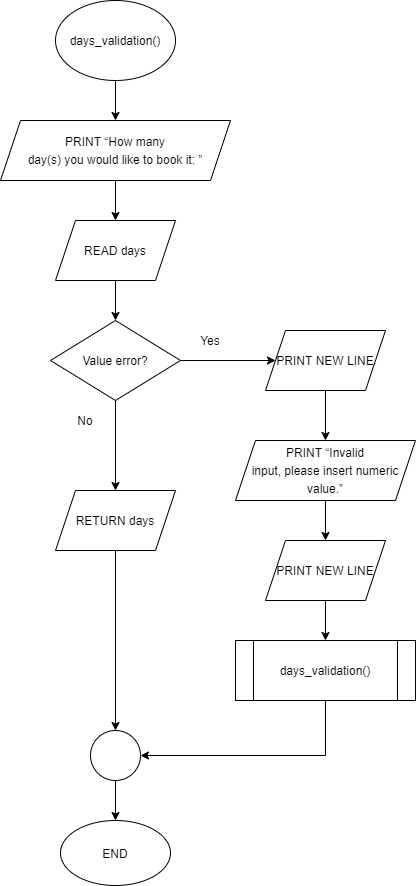 days_validation()
PRINT “How many
day(s) you would like to book it: ”
READ days
Value error?
Yes
PRINT NEW LINE
No
PRINT “Invalid
input, please insert numeric
value.”
RETURN days
PRINT NEW LINE
days_validation()
END